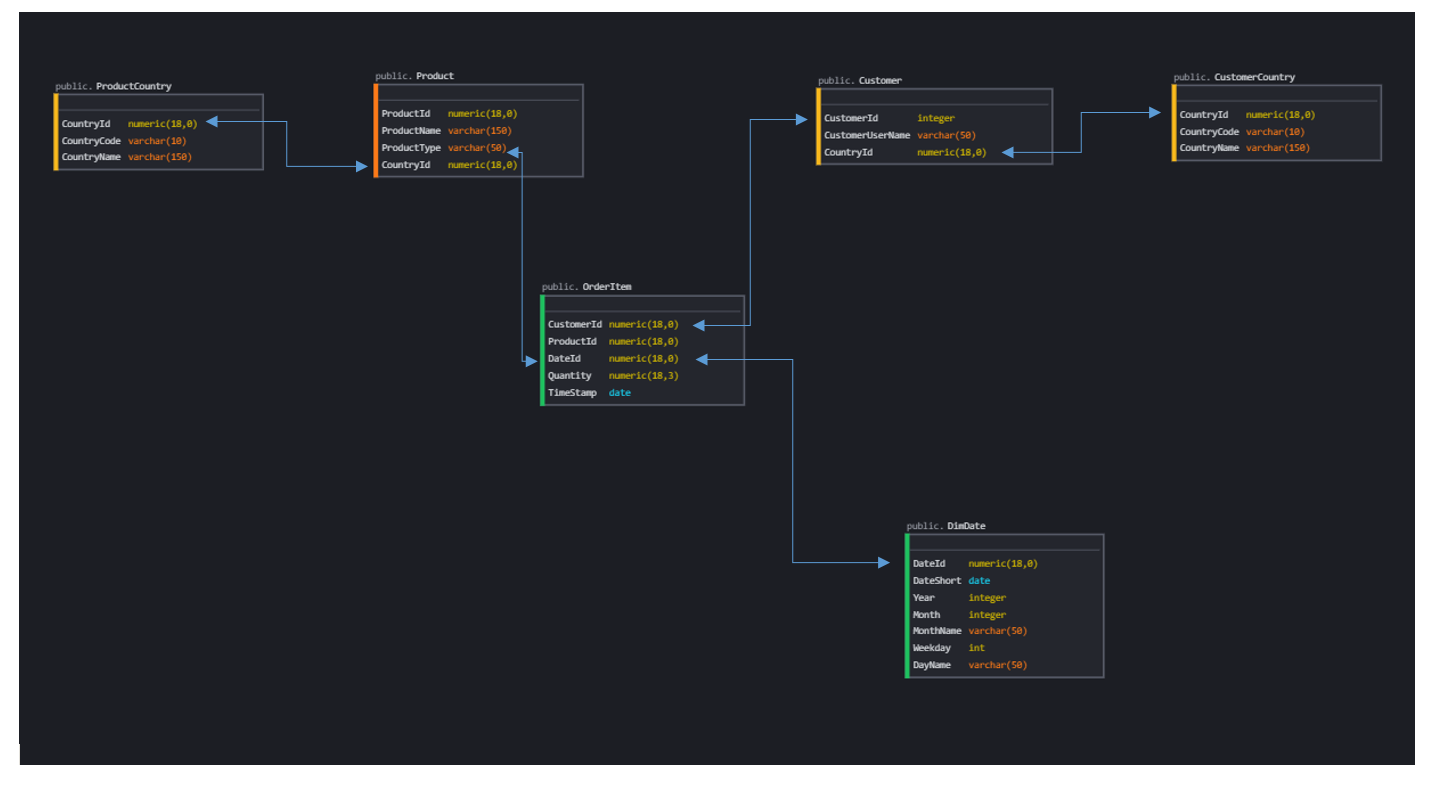 public. ProductCountry
CountryId numeric(18,0)
CountryCode varchar(10)
CountryName varchar(150)
public. Product
ProductId numeric(18,0)
ProductName varchar(150)
ProductType varchar(50)
CountryId numeric(18,0)
public. Customer
CustomerId integer
CustomerUserName varchar(50)
CountryId numeric(18,0)
public. CustomerCountry
CountryId numeric(18,0)
CountryCode varchar(10)
CountryName varchar(150)
public. OrderItem
CustomerId numeric(18,0)
ProductId numeric(18,0)
DateId numeric(18,0)
Quantity numeric(18,3)
TimeStamp date
public. DimDate
DateId numeric(18,0)
DateShort date
Year integer
Month integer
MonthName varchar(50)
Weekday int
DayName varchar(50)